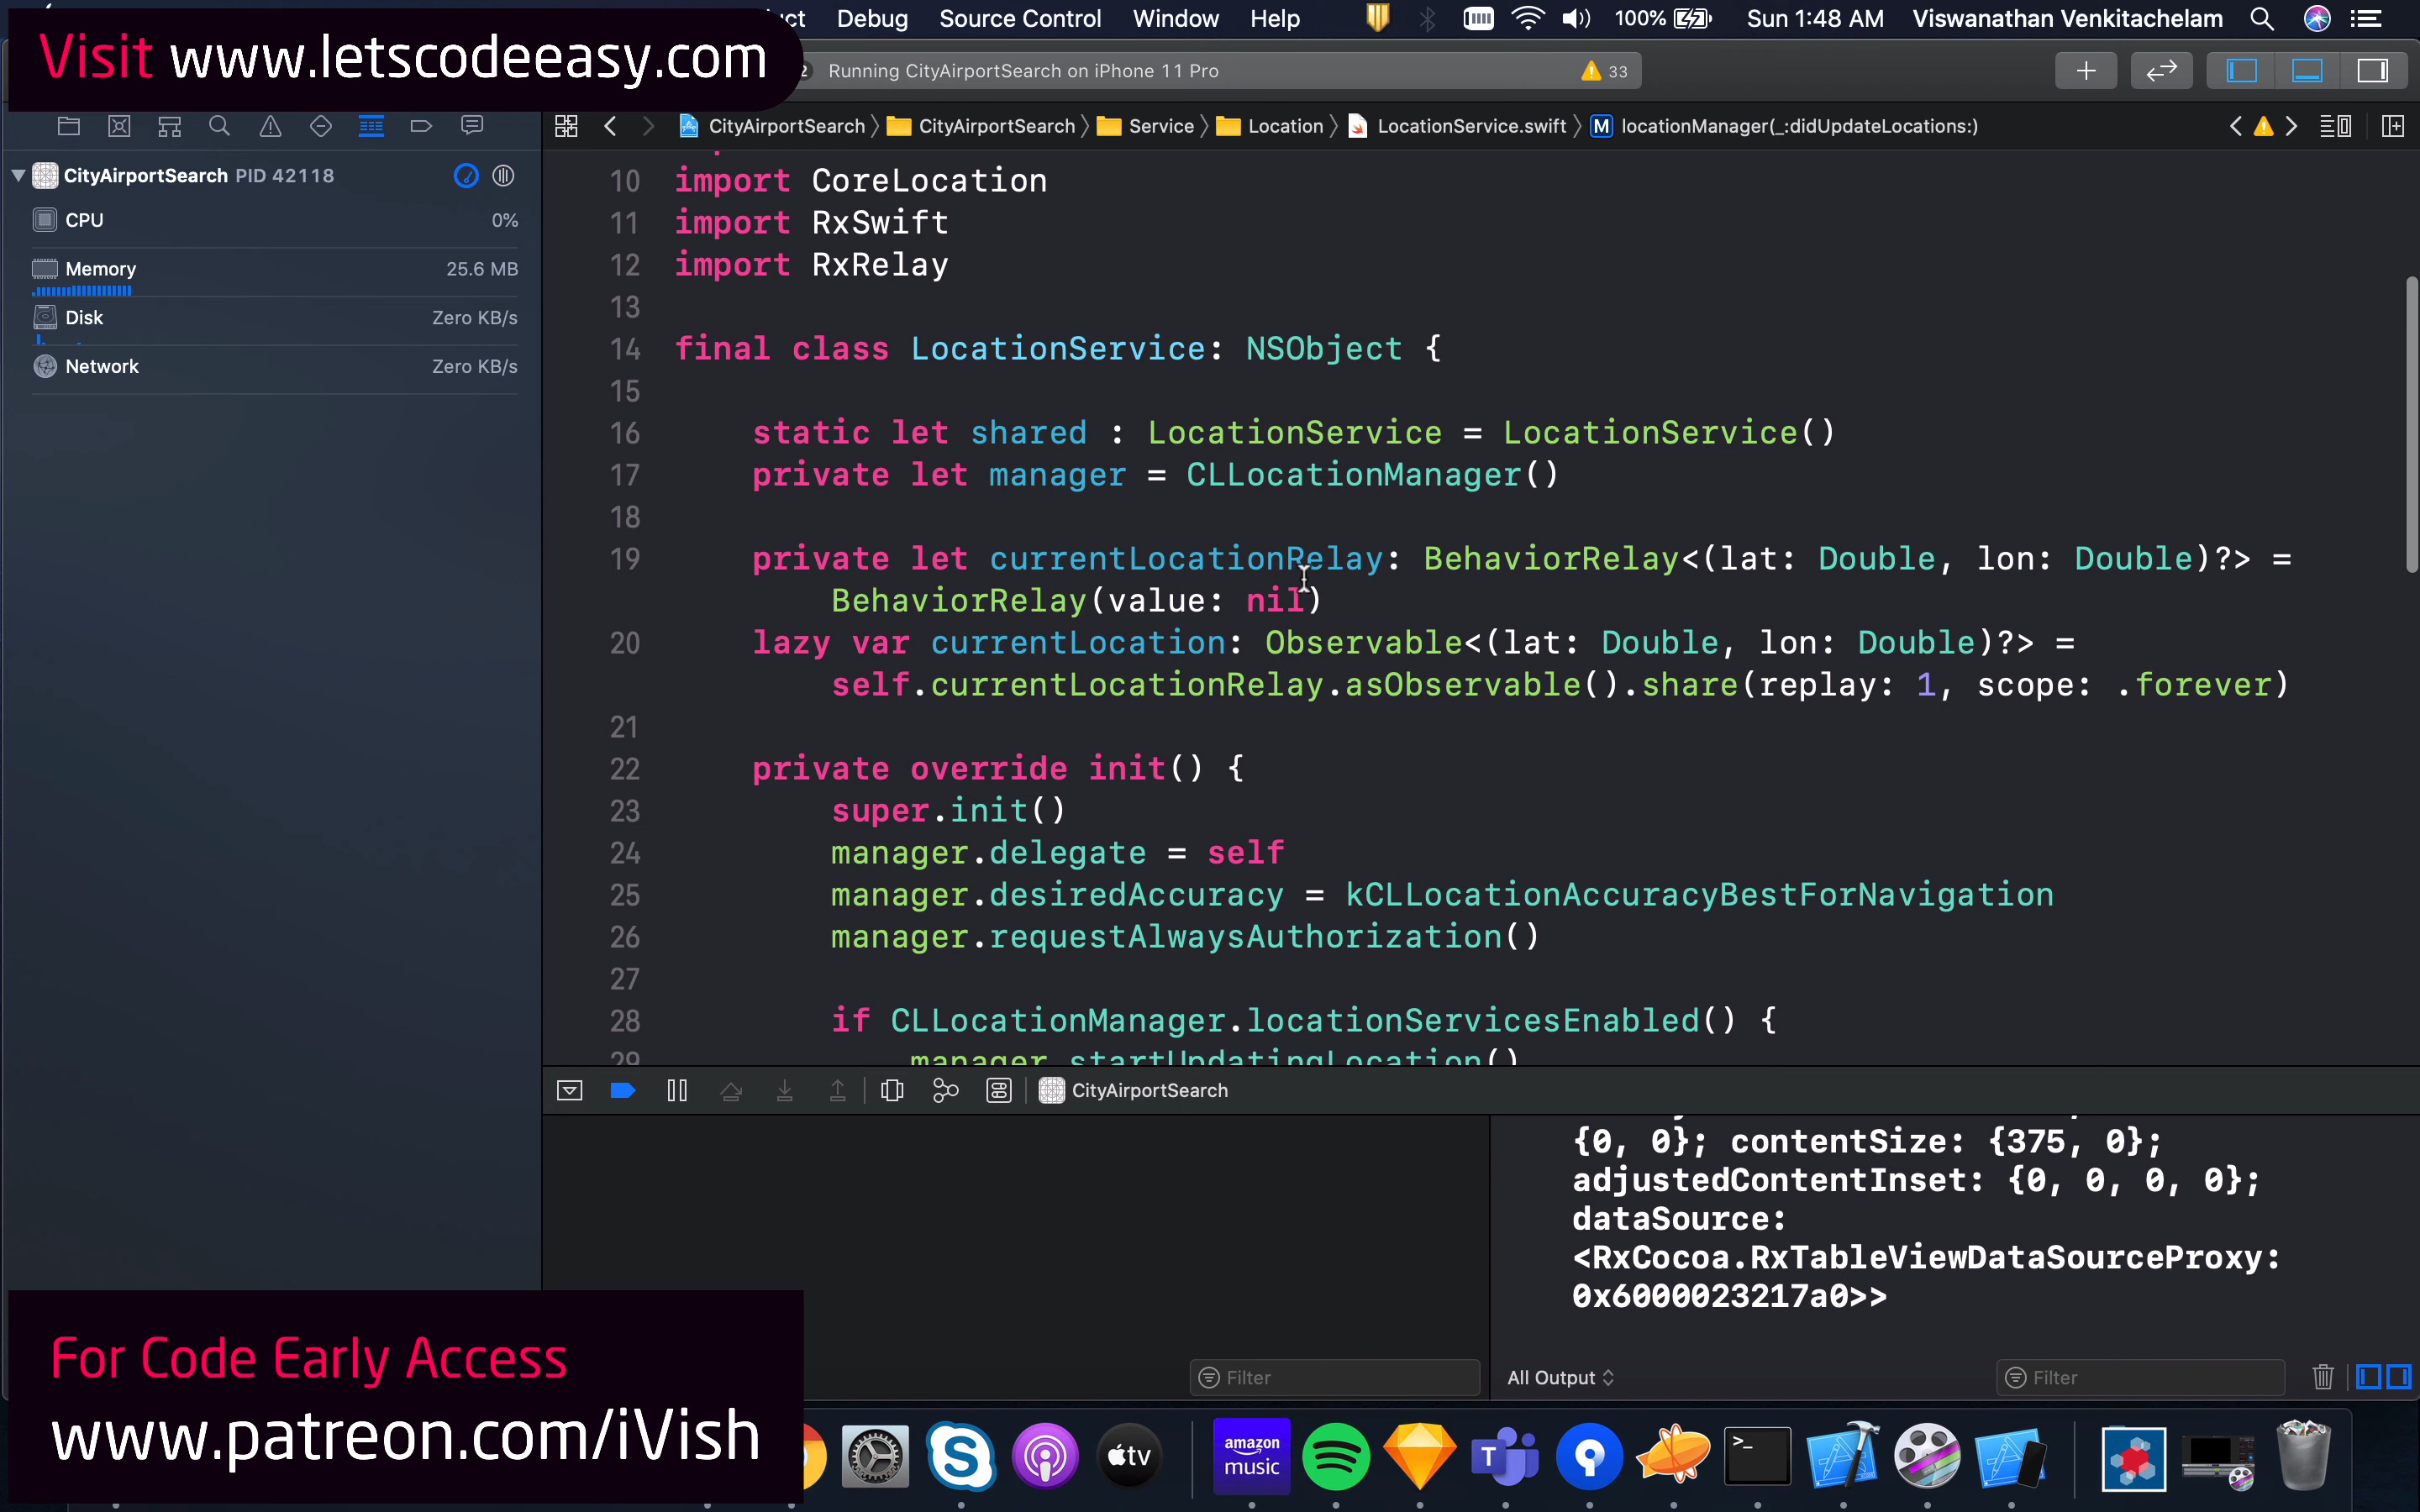 Visit www.letscodeeasy.com
Debug Source Control Window Help 100% Sun 1:48 AM Viswanathan Venkitachelam
Running CityAirportSearch on iPhone 11 Pro 33
CityAirportSearch CityAirportSearch Service Location LocationService.swift M locationManager(_:didUpdateLocations:)
CityAirportSearch PID 42118
CPU 0%
Memory 25.6 MB
Disk Zero KB/s
Network Zero KB/s
10 import CoreLocation
11 import RxSwift
12 import RxRelay
13
14 final class LocationService: NSObject {
15
16 static let shared : LocationService = LocationService()
17 private let manager = CLLocationManager()
18
19 private let currentLocationRelay: BehaviorRelay<(lat: Double, lon: Double)?> =
BehaviorRelay(value: nil)
20 lazy var currentLocation: Observable<(lat: Double, lon: Double)?> =
self.currentLocationRelay.asObservable().share(replay: 1, scope: .forever)
21
22 private override init() {
23 super.init()
24 manager.delegate = self
25 manager.desiredAccuracy = kCLLocationAccuracyBestForNavigation
26 manager.requestAlwaysAuthorization()
27
28 if CLLocationManager.locationServicesEnabled() {
29 manager.startUpdatingLocation()
CityAirportSearch
{0, 0}; contentSize: {375, 0};
adjustedContentInset: {0, 0, 0, 0};
dataSource:
<RxCocoa.RxTableViewDataSourceProxy:
0x6000023217a0>>
Filter All Output Filter
For Code Early Access
www.patreon.com/iVish
tv
amazon
music
T